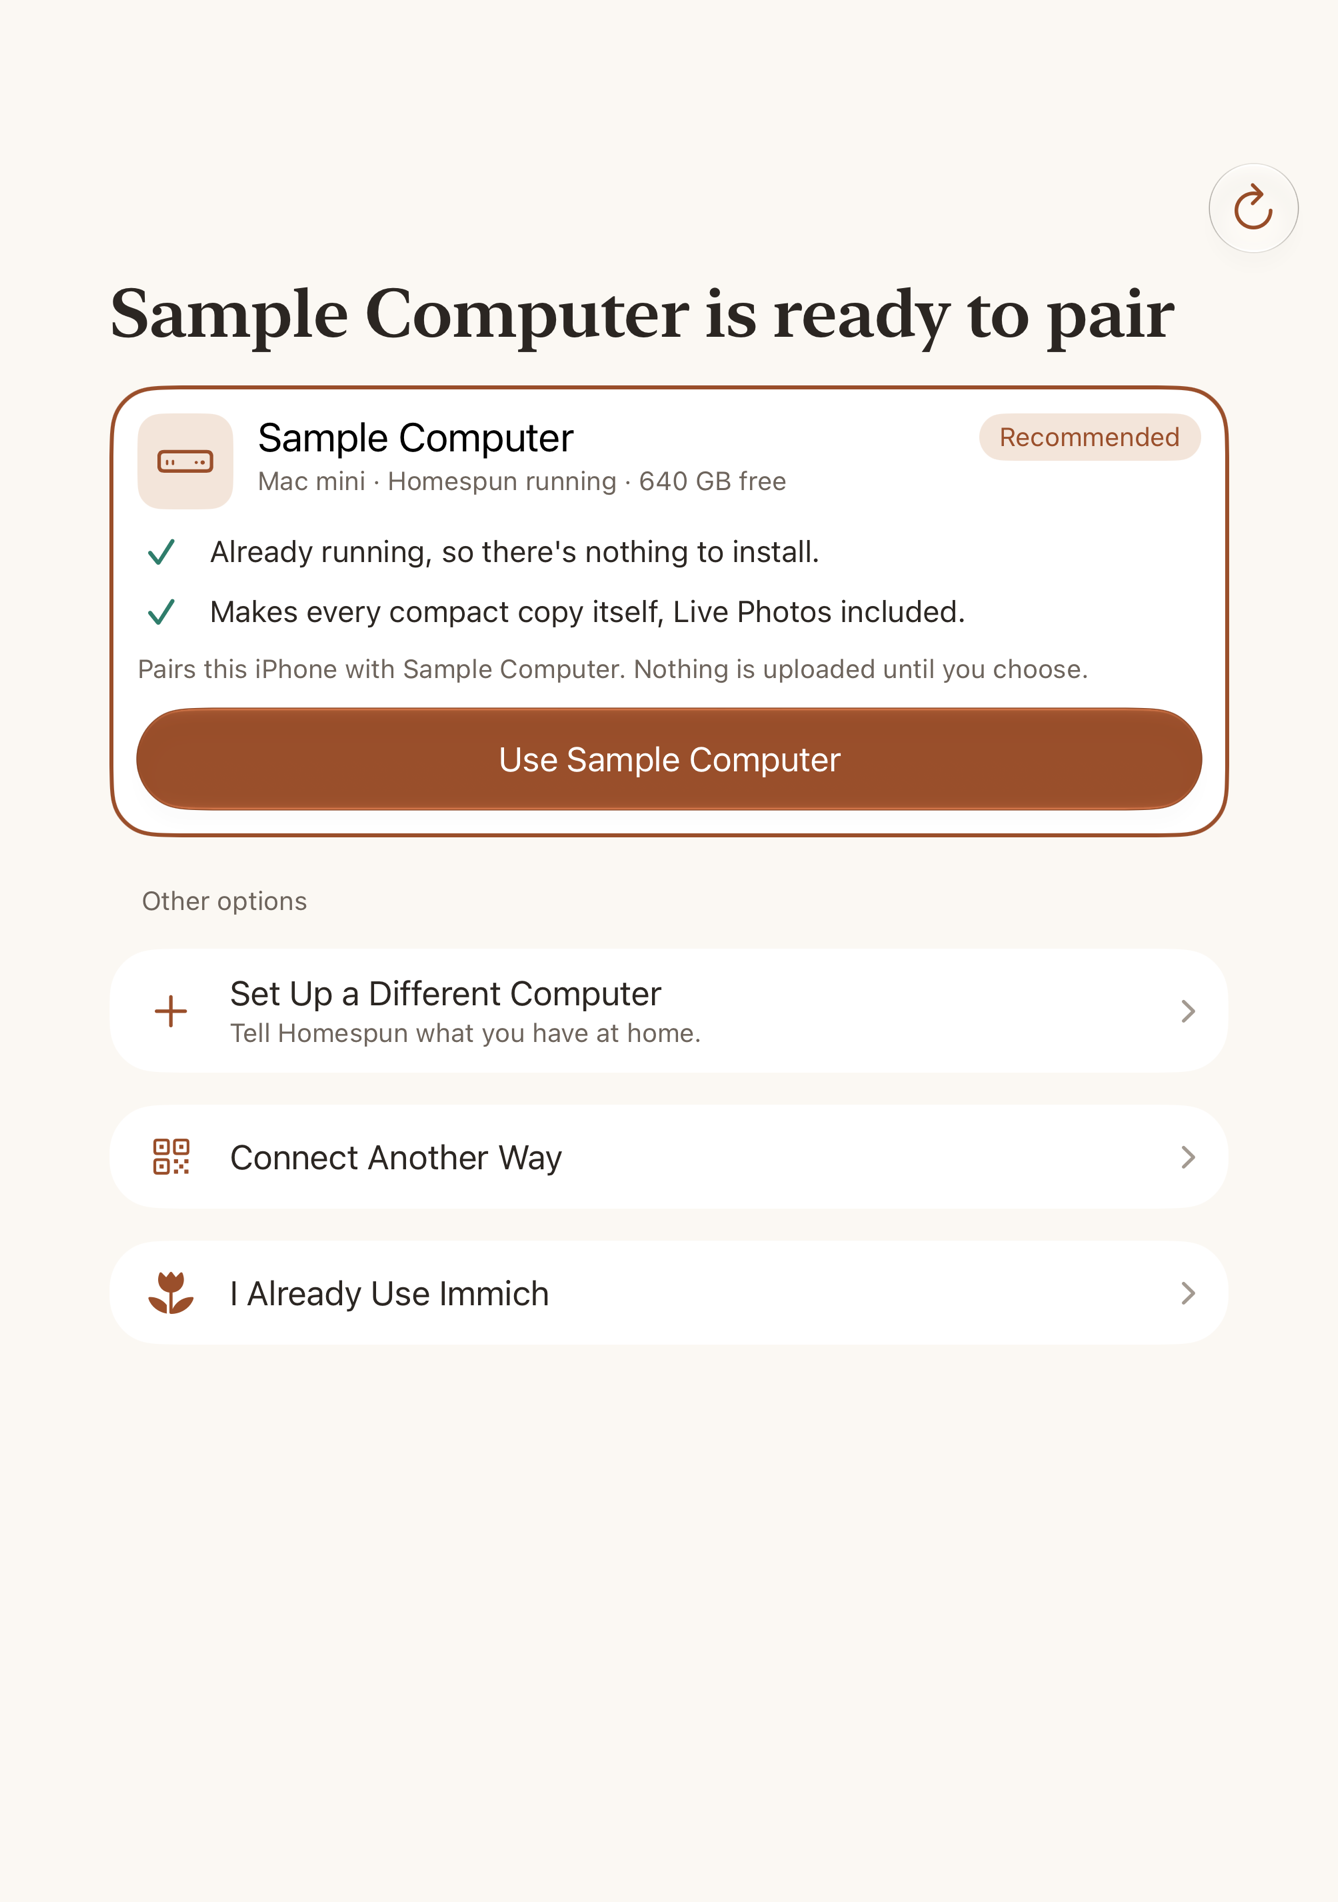 Sample Computer is ready to pair
Sample Computer
Recommended
Mac mini · Homespun running · 640 GB free
Already running, so there's nothing to install.
Makes every compact copy itself, Live Photos included.
Pairs this iPhone with Sample Computer. Nothing is uploaded until you choose.
Use Sample Computer
Other options
Set Up a Different Computer
Tell Homespun what you have at home.
Connect Another Way
I Already Use Immich